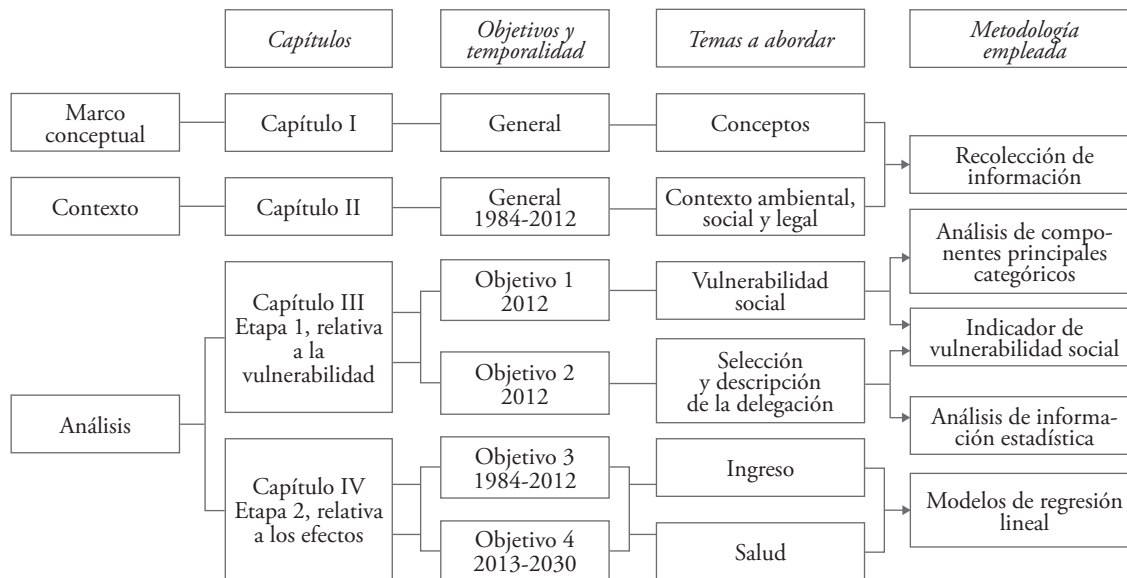 Capítulos
Objetivos y
temporalidad
Temas a abordar
Metodología
empleada
Marco
conceptual
Capítulo I
General
Conceptos
Recolección de
información
Contexto
Capítulo II
General
1984-2012
Contexto ambiental,
social y legal
Análisis de compo-
nentes principales
categóricos
Análisis
Capítulo III
Etapa 1, relativa
a la
vulnerabilidad
Objetivo 1
2012
Vulnerabilidad
social
Indicador de
vulnerabilidad social
Objetivo 2
2012
Selección
y descripción
de la delegación
Análisis de informa-
ción estadística
Capítulo IV
Etapa 2, relativa
a los efectos
Objetivo 3
1984-2012
Ingreso
Modelos de regresión
lineal
Objetivo 4
2013-2030
Salud